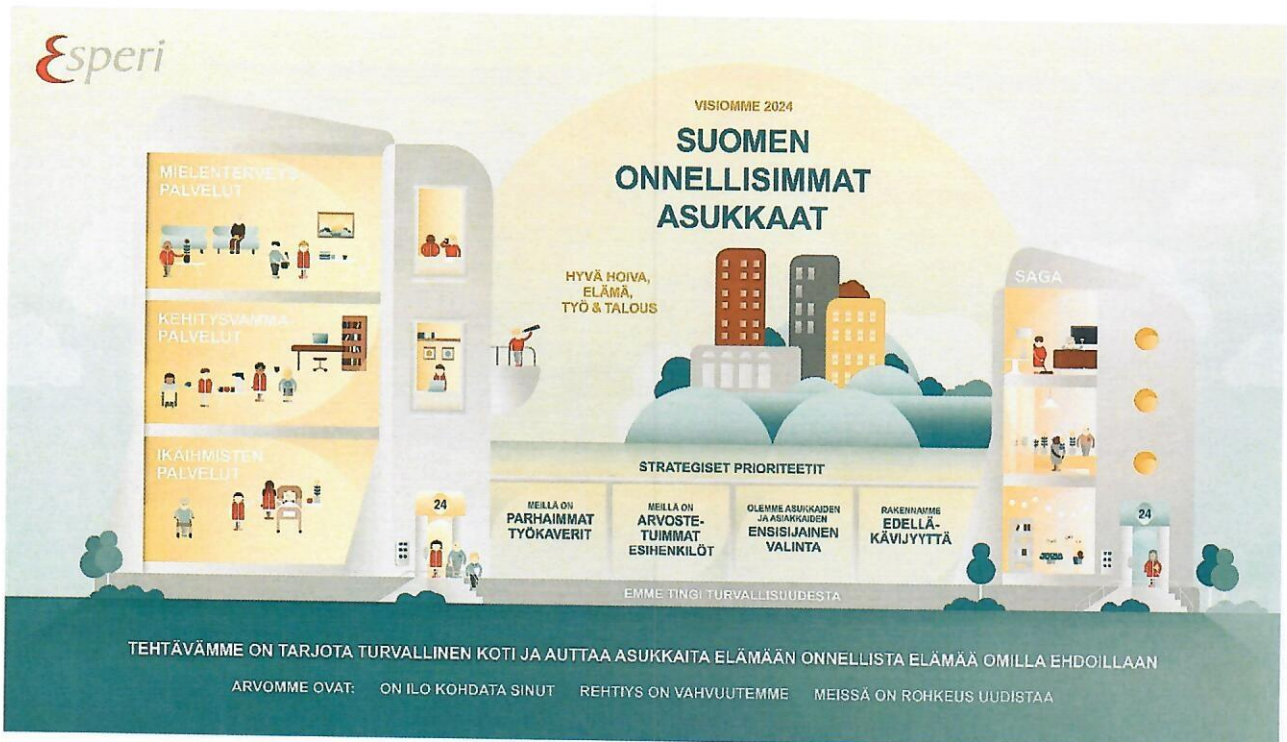 Esperi
VISIOMME 2024
SUOMEN
ONNELLISIMMAT
ASUKKAAT
HYVÄ HOIVA,
ELÄMÄ,
TYÖ & TALOUS
MIELENTERVEYS-
PALVELUT
KEHITYSVAMMA-
PALVELUT
IKÄIHMISTEN
PALVELUT
24
SAGA
24
STRATEGISET PRIORITEETIT
MEILLÄ ON
PARHAIMMAT
TYÖKAVERIT
MEILLÄ ON
ARVOSTE-
TUIMMAT
ESIHENKILÖT
OLEMME ASUKKAIDEN
JA ASIAKKAIDEN
ENSISIJAINEN
VALINTA
RAKENNAMME
EDELLÄ-
KÄVIJYYTTÄ
EMME TINGI TURVALLISUUDESTA
TEHTÄVÄMME ON TARJOTA TURVALLINEN KOTI JA AUTTAA ASUKKAITA ELÄMÄÄN ONNELLISTA ELÄMÄÄ OMILLA EHDOILLAAN
ARVOMME OVAT: ON ILO KOHDATA SINUT REHTIYS ON VAHVUUTEMME MEISSÄ ON ROHKEUS UUDISTAA